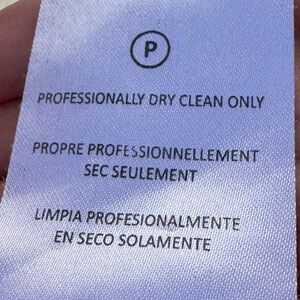 P
PROFESSIONALLY DRY CLEAN ONLY
PROPRE PROFESSIONNELLEMENT
SEC SEULEMENT
LIMPIA PROFESIONALMENTE
EN SECO SOLAMENTE